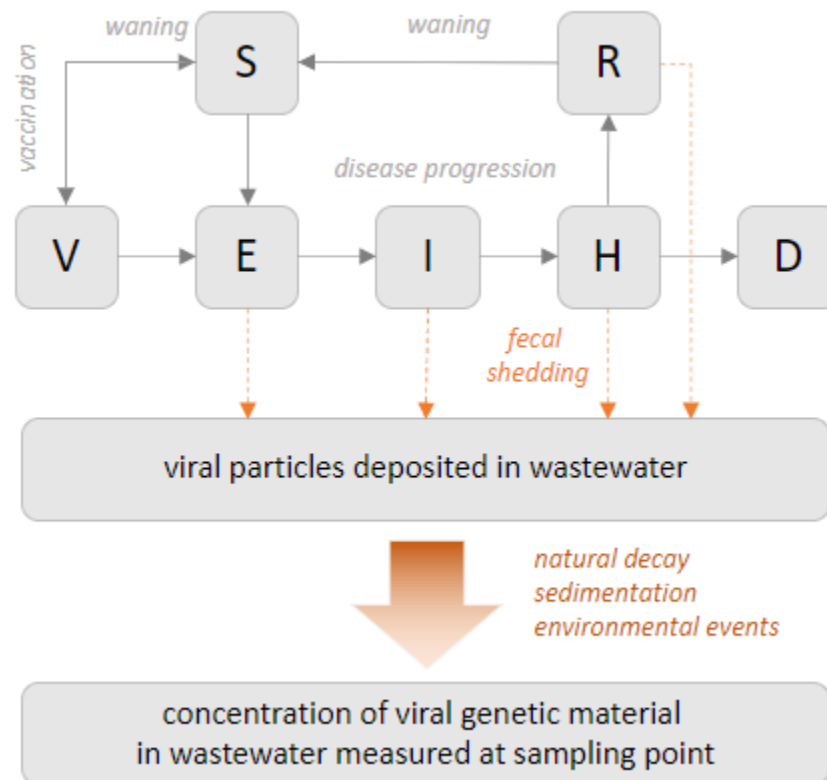 waning
waning
S
R
vaccination
disease progression
V
E
I
H
D
fecal
shedding
viral particles deposited in wastewater
natural decay
sedimentation
environmental events
concentration of viral genetic material
in wastewater measured at sampling point